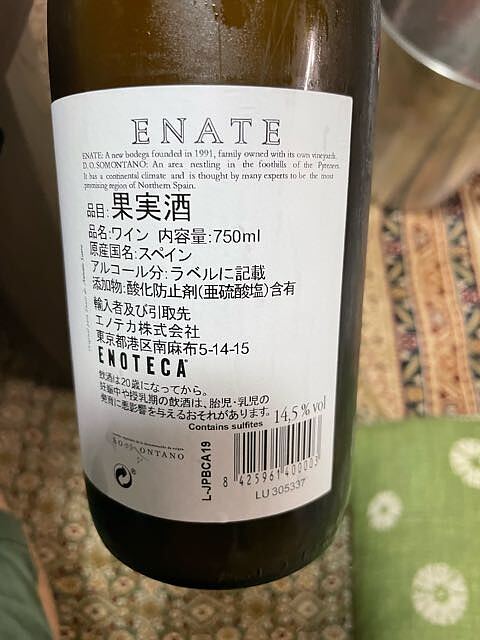 ENATE
ENATE: A new bodega founded in 1991, family owned with its own vineyards.
D.O. SOMONTANO: An area nestling in the foothills of the Pyrenees.
It has a continental climate and is thought by many experts to be the most
promising region of Northern Spain.
品目:果実酒
品名:ワイン 内容量:750ml
原産国名:スペイン
アルコール分:ラベルに記載
添加物:酸化防止剤(亜硫酸塩)含有
輸入者及び引取先
エノテカ株式会社
東京都港区南麻布5-14-15
ENOTECA
飲酒は20歳になってから。
妊娠中や授乳期の飲酒は、胎児・乳児の
発育に悪影響を与えるおそれがあります。
14,5 % vol
Contains sulfites
SOMONTANO
L-JPBCA19
8 425961 400003
LU 305337